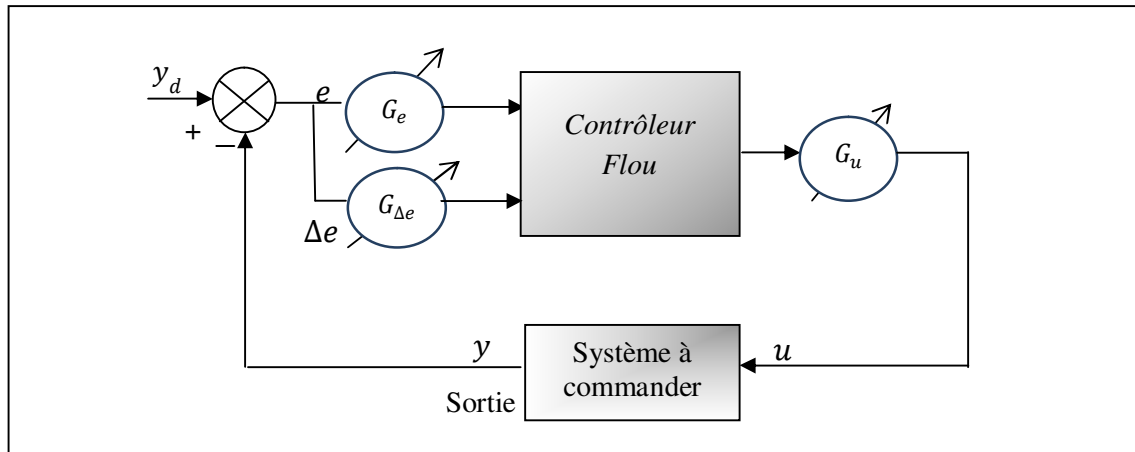 y_d
+
−
e
G_e
Δe
G_Δe
Contrôleur
Flou
G_u
y
Sortie
Système à
commander
u